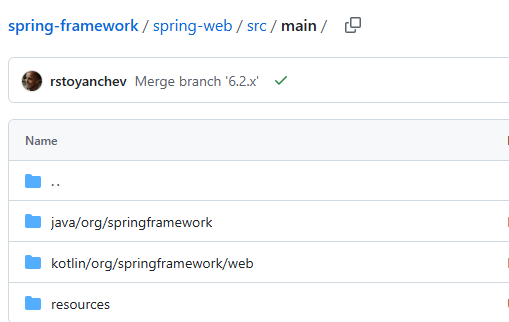 spring-framework / spring-web / src / main /
rstoyanchev Merge branch '6.2.x'
Name
..
java/org/springframework
kotlin/org/springframework/web
resources